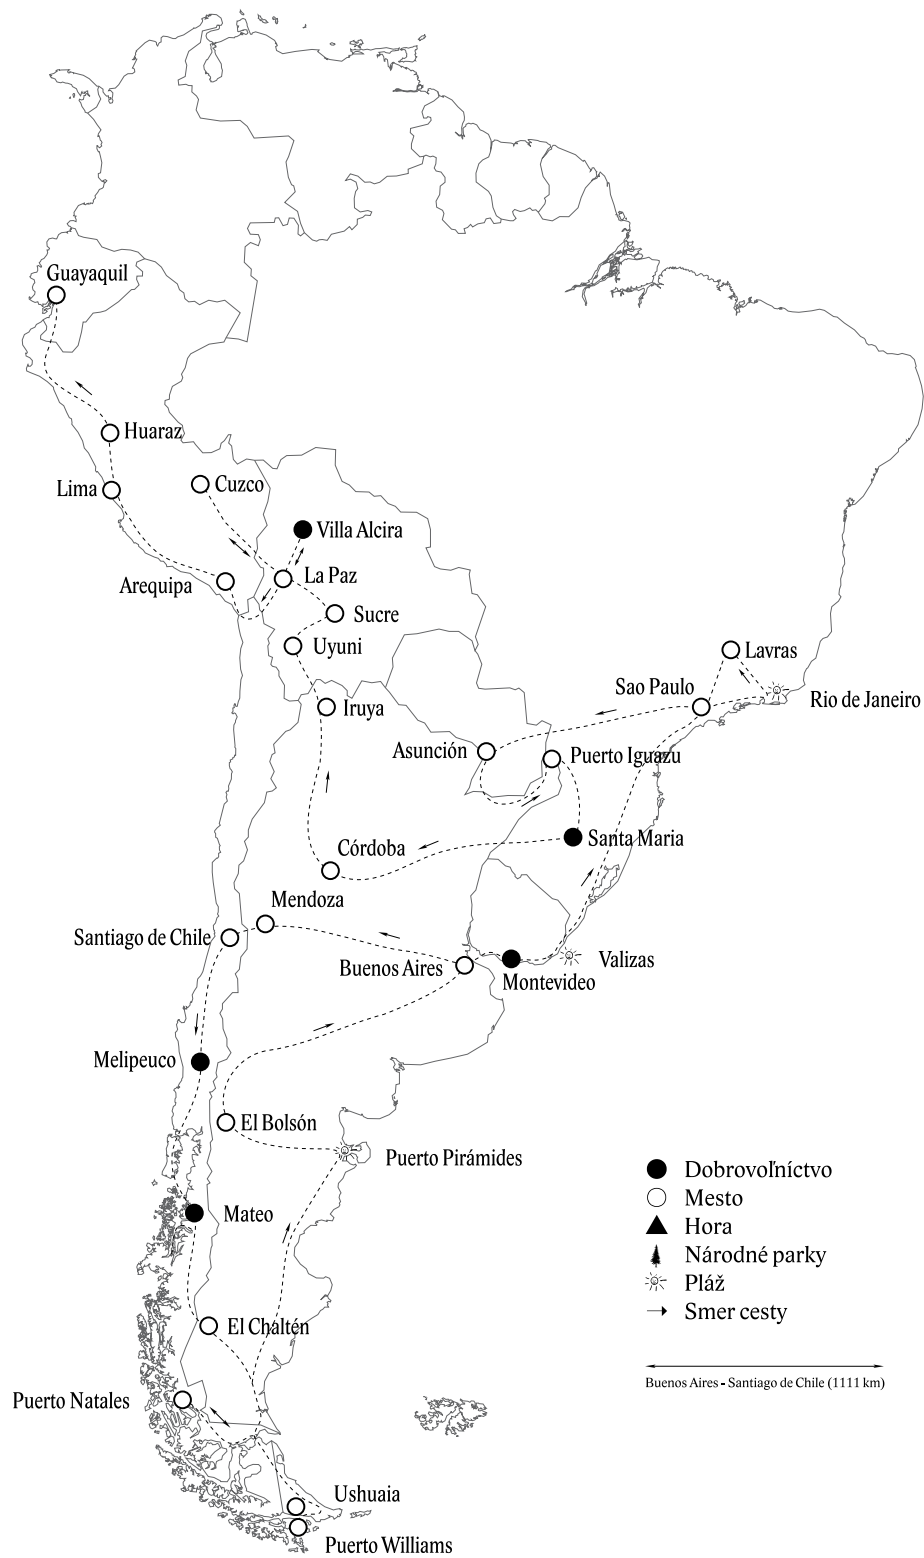 Guayaquil
Huaraz
Cuzco
Lima
Villa Alcira
La Paz
Arequipa
Sucre
Uyuni
Lavras
Sao Paulo
Rio de Janeiro
Iruya
Asunción
Puerto Iguazu
Santa Maria
Córdoba
Mendoza
Santiago de Chile
Buenos Aires
Valizas
Montevideo
Melipeuco
El Bolsón
Puerto Pirámides
Mateo
El Chaltén
Puerto Natales
Ushuaia
Puerto Williams
Dobrovoľníctvo
Mesto
Hora
Národné parky
Pláž
Smer cesty
Buenos Aires - Santiago de Chile (1111 km)